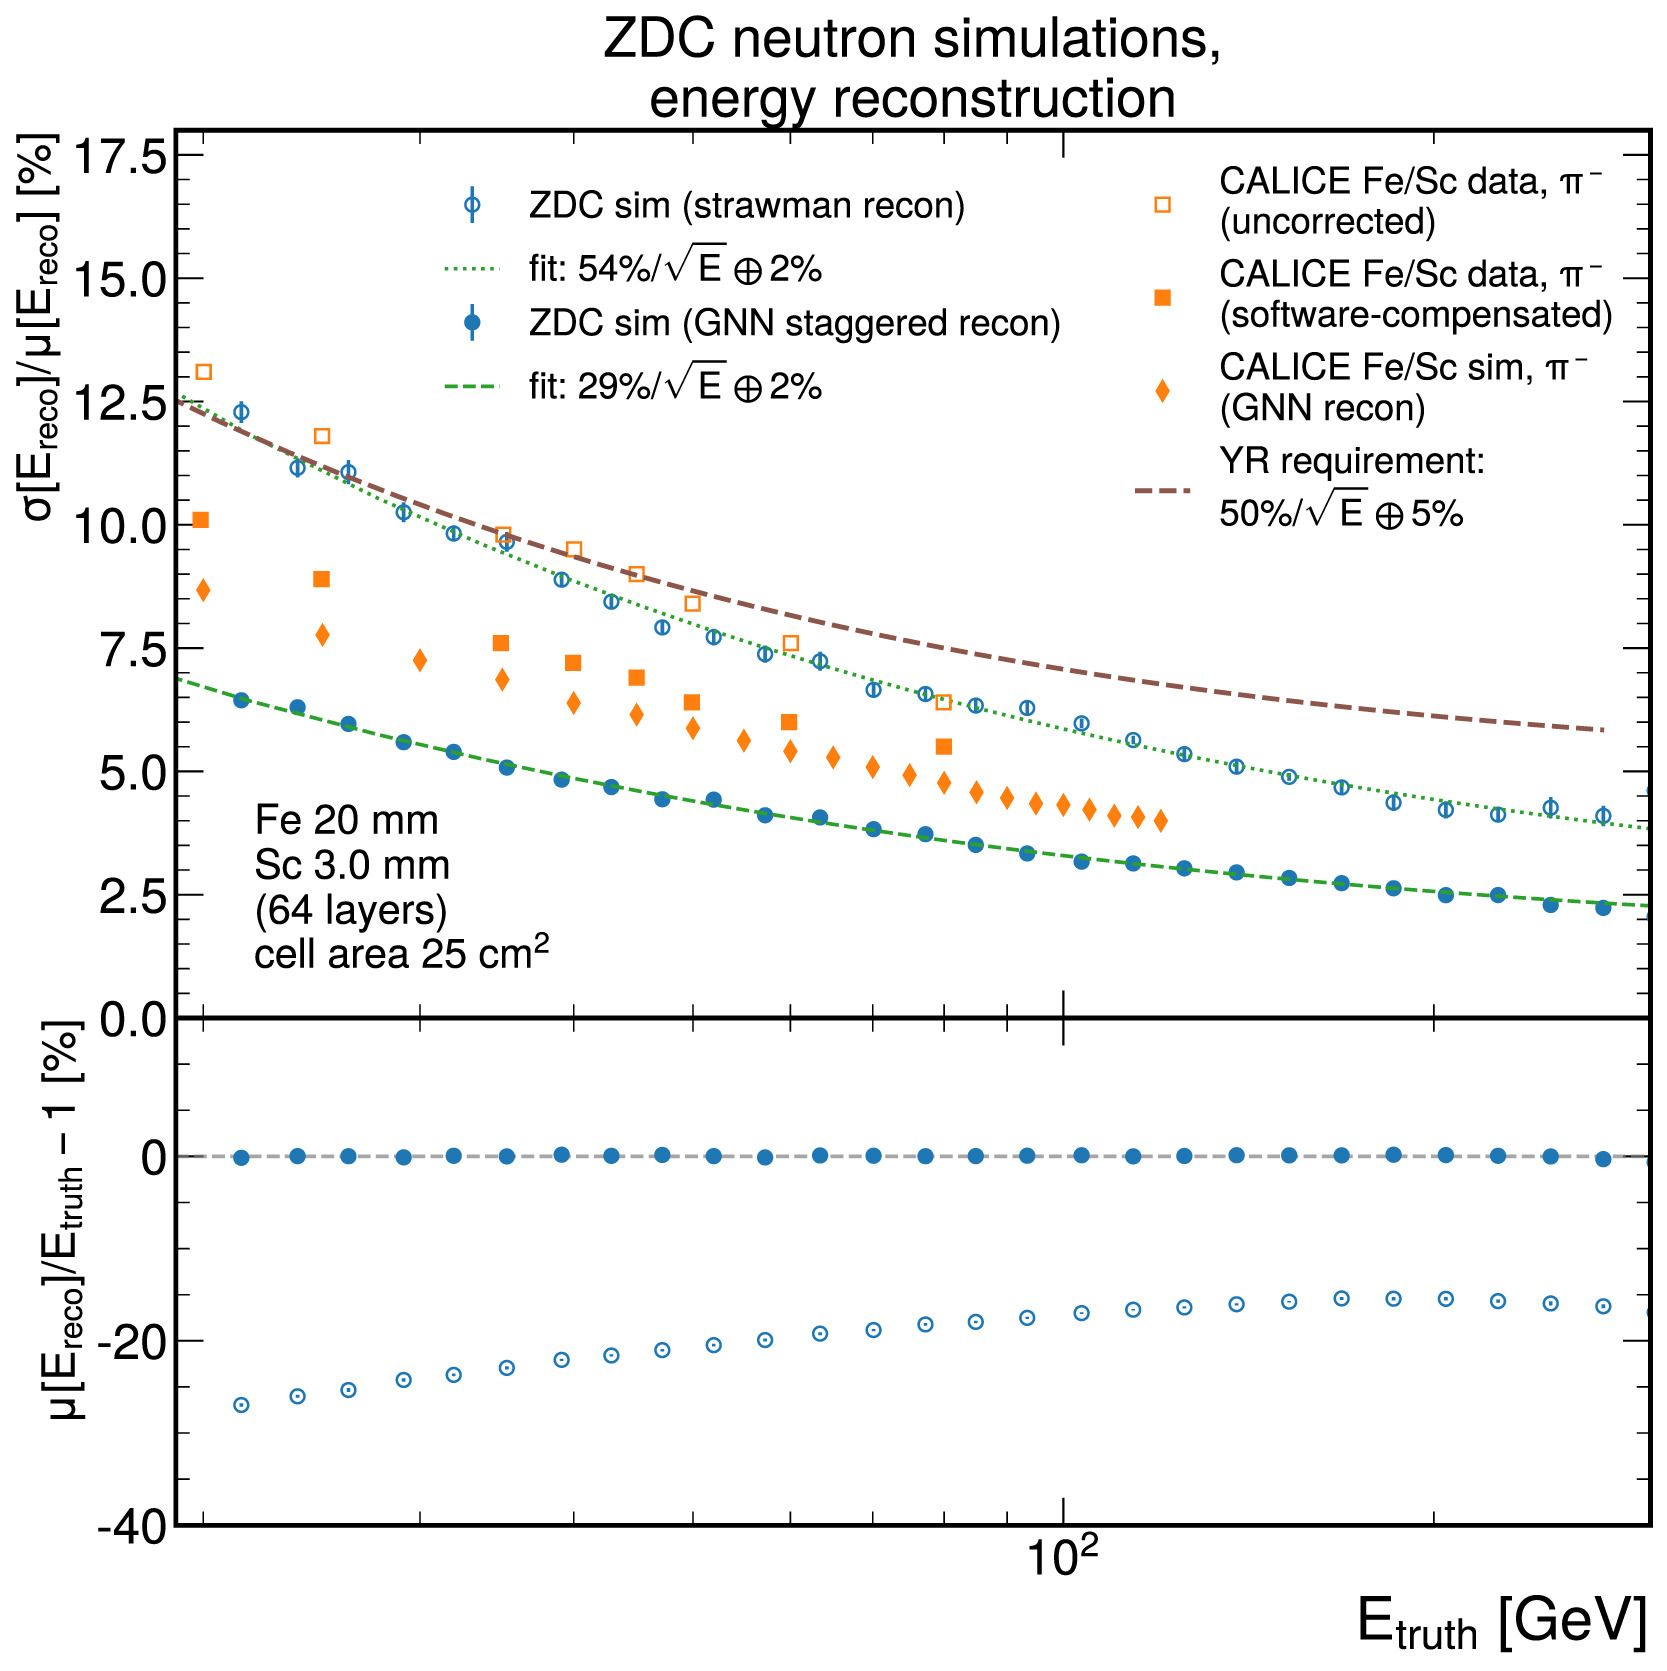 ZDC neutron simulations,
energy reconstruction
σ[E_reco]/μ[E_reco] [%]
17.5
15.0
12.5
10.0
7.5
5.0
2.5
0.0
ZDC sim (strawman recon)
fit: 54%/√E ⊕ 2%
ZDC sim (GNN staggered recon)
fit: 29%/√E ⊕ 2%
CALICE Fe/Sc data, π⁻
(uncorrected)
CALICE Fe/Sc data, π⁻
(software-compensated)
CALICE Fe/Sc sim, π⁻
(GNN recon)
YR requirement:
50%/√E ⊕ 5%
Fe 20 mm
Sc 3.0 mm
(64 layers)
cell area 25 cm²
μ[E_reco]/E_truth − 1 [%]
0
-20
-40
10²
E_truth [GeV]